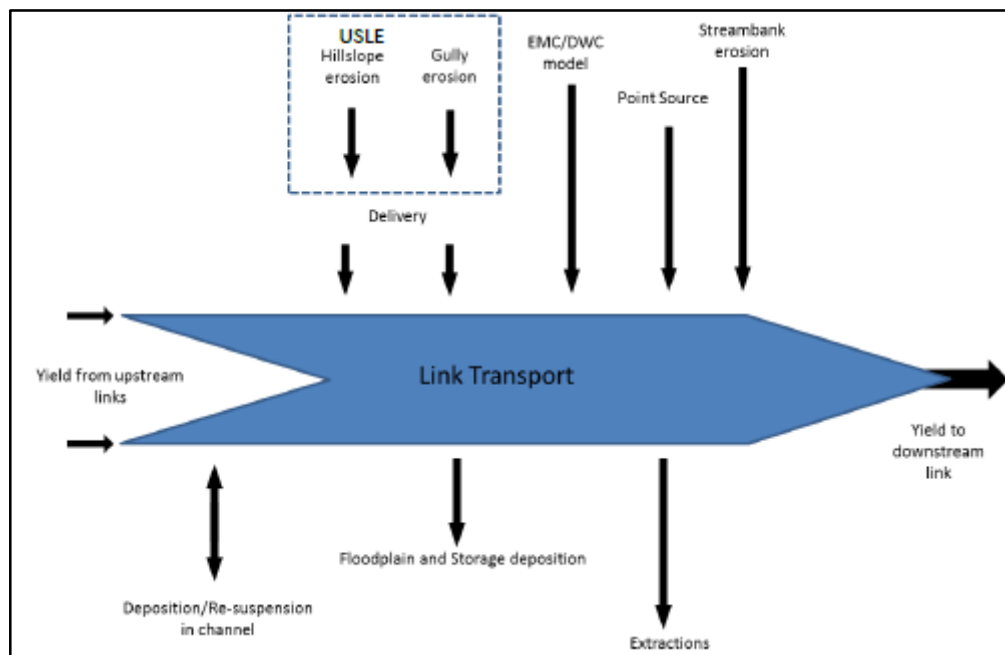 USLE
Hillslope
erosion
Gully
erosion
EMC/DWC
model
Point Source
Streambank
erosion
Delivery
Yield from upstream
links
Link Transport
Yield to
downstream
link
Floodplain and Storage deposition
Deposition/Re-suspension
in channel
Extractions